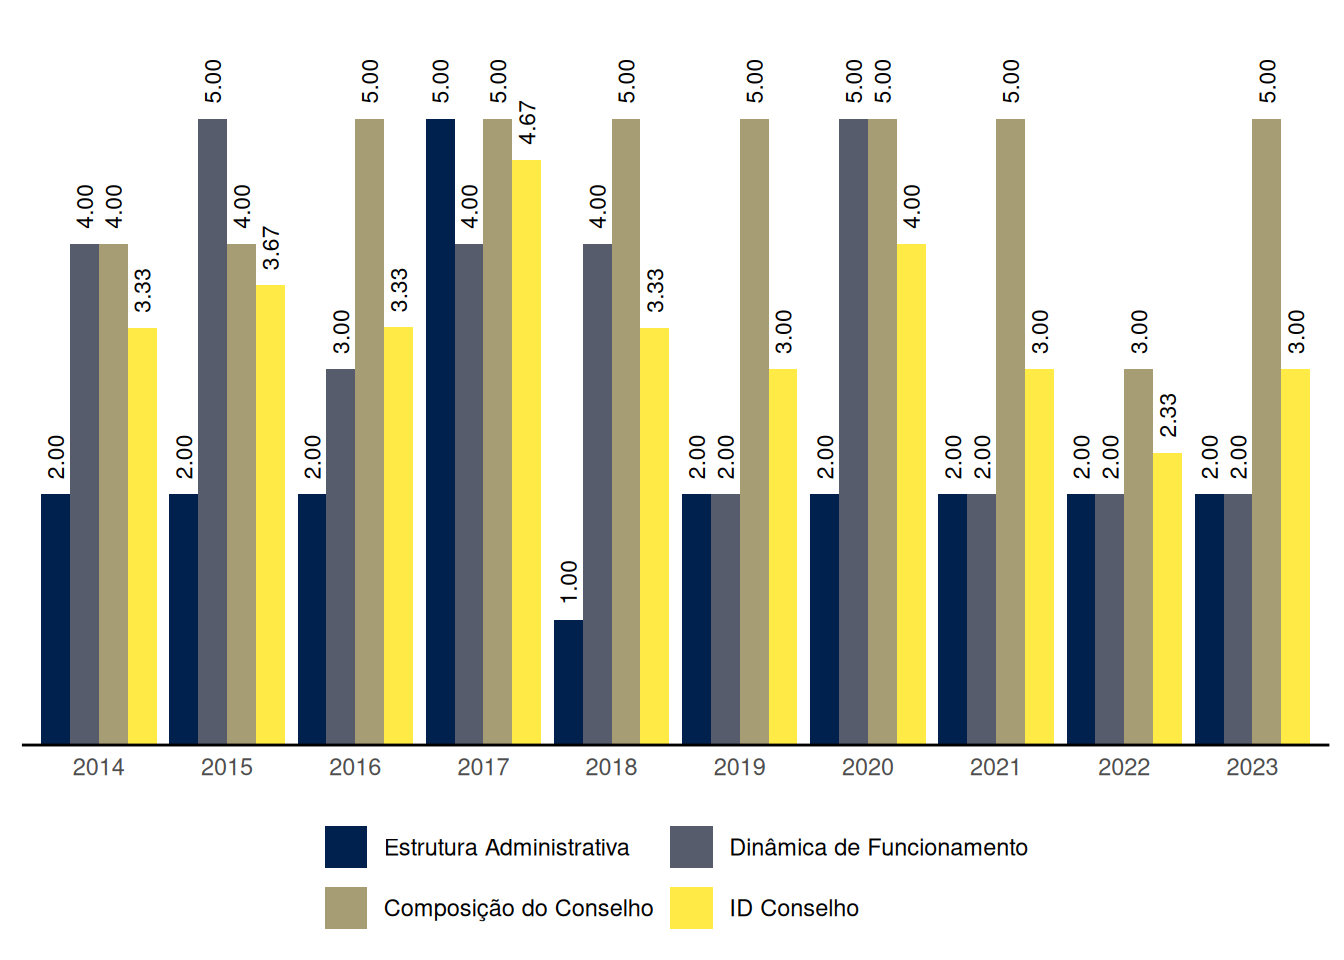 2.00 4.00 4.00 3.33
2.00 5.00 4.00 3.67
2.00 3.00 5.00 3.33
5.00 4.00 5.00 4.67
1.00 4.00 5.00 3.33
2.00 2.00 5.00 3.00
2.00 5.00 5.00 4.00
2.00 2.00 5.00 3.00
2.00 2.00 3.00 2.33
2.00 2.00 5.00 3.00
2014 2015 2016 2017 2018 2019 2020 2021 2022 2023
Estrutura Administrativa Dinâmica de Funcionamento
Composição do Conselho ID Conselho